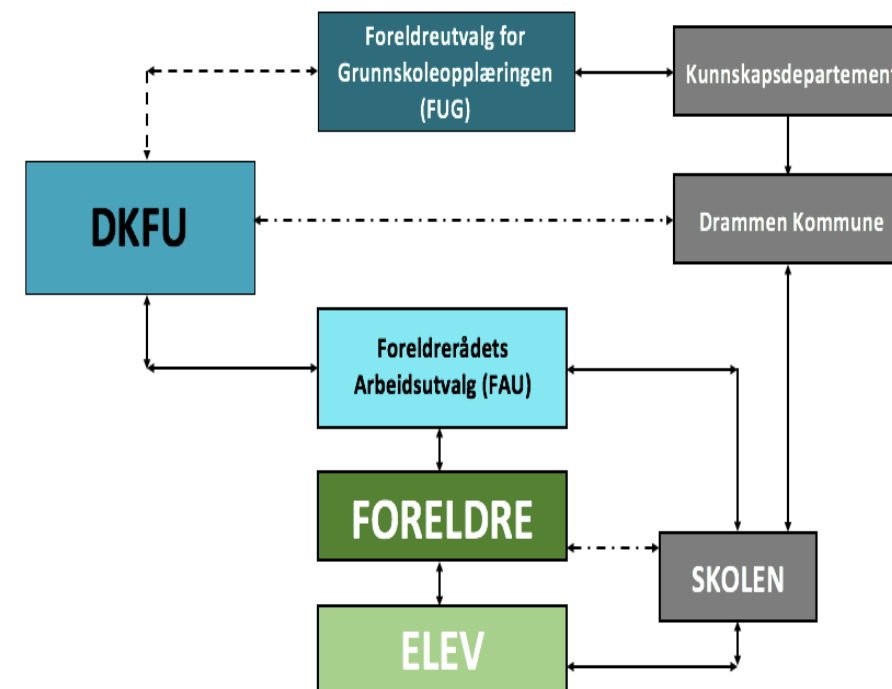 Foreldreutvalg for
Grunnskoleopplæringen
(FUG)
Kunnskapsdepartement
DKFU
Drammen Kommune
Foreldrerådets
Arbeidsutvalg (FAU)
FORELDRE
SKOLEN
ELEV